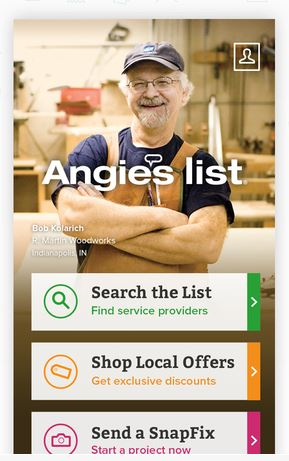 Angies list
Bob Kolarich
R. Martin Woodworks
Indianapolis, IN
Search the List
Find service providers
Shop Local Offers
Get exclusive discounts
Send a SnapFix
Start a project now